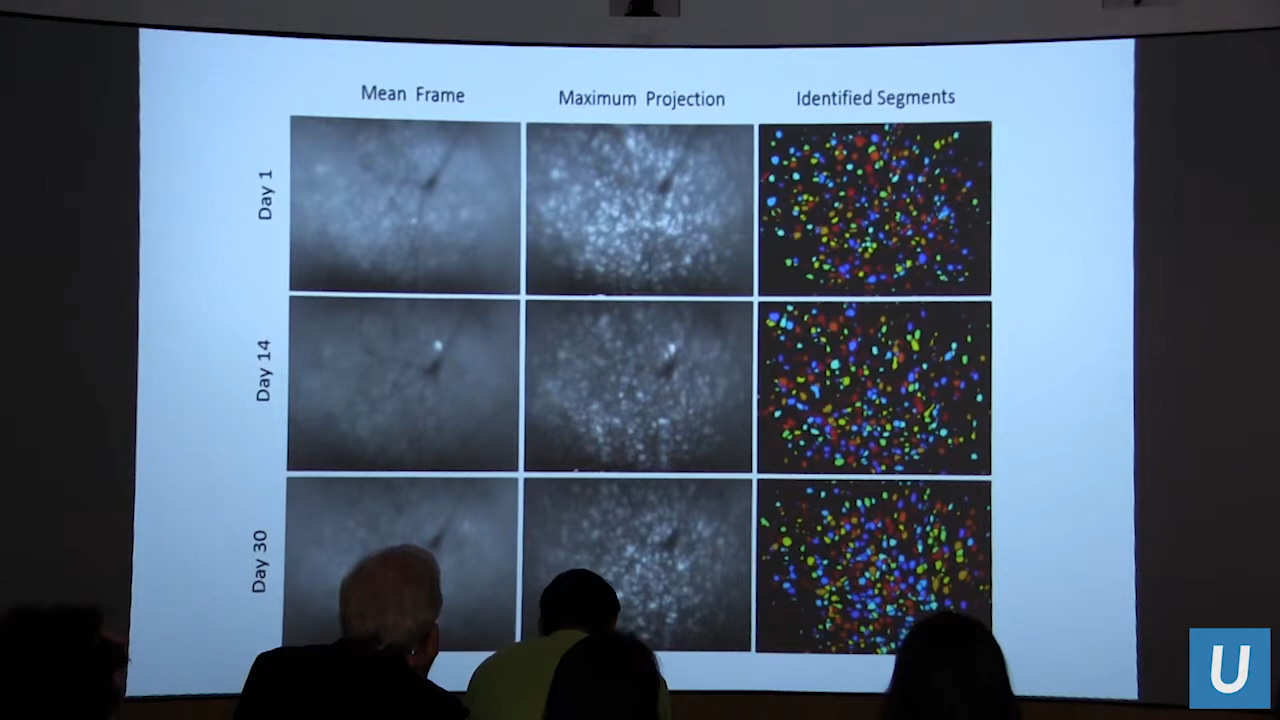 Mean Frame
Maximum Projection
Identified Segments
Day 1
Day 14
Day 30
U